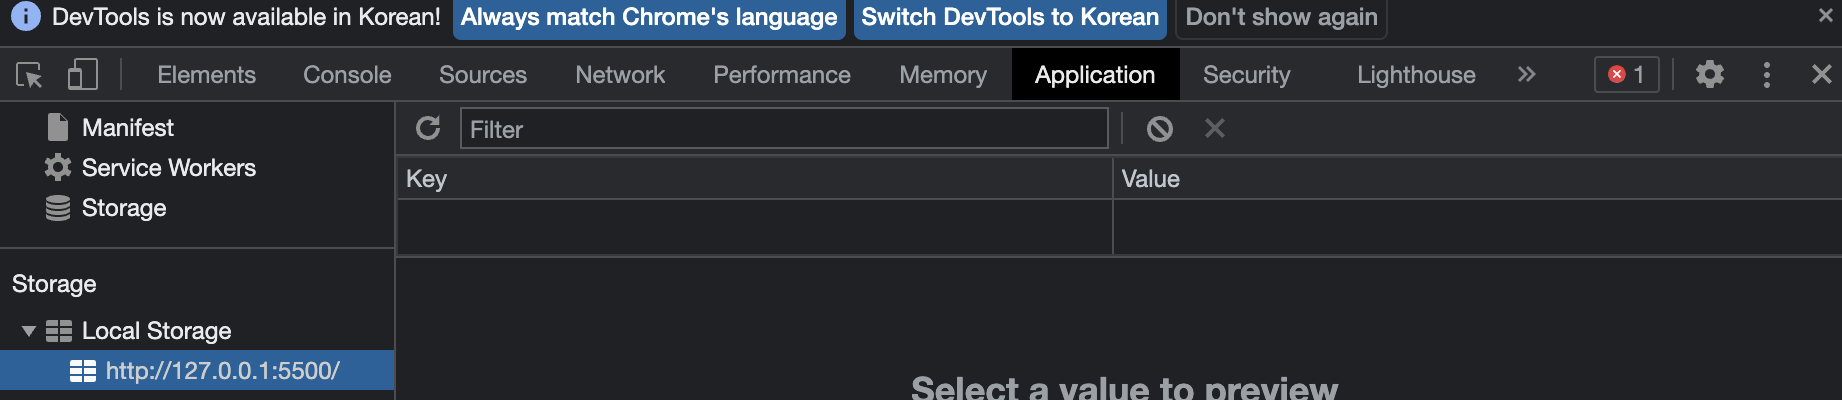 DevTools is now available in Korean! Always match Chrome's language Switch DevTools to Korean Don't show again
Elements Console Sources Network Performance Memory Application Security Lighthouse 1
Manifest
Service Workers
Storage
Filter
Key Value
Storage
Local Storage
http://127.0.0.1:5500/
Select a value to preview